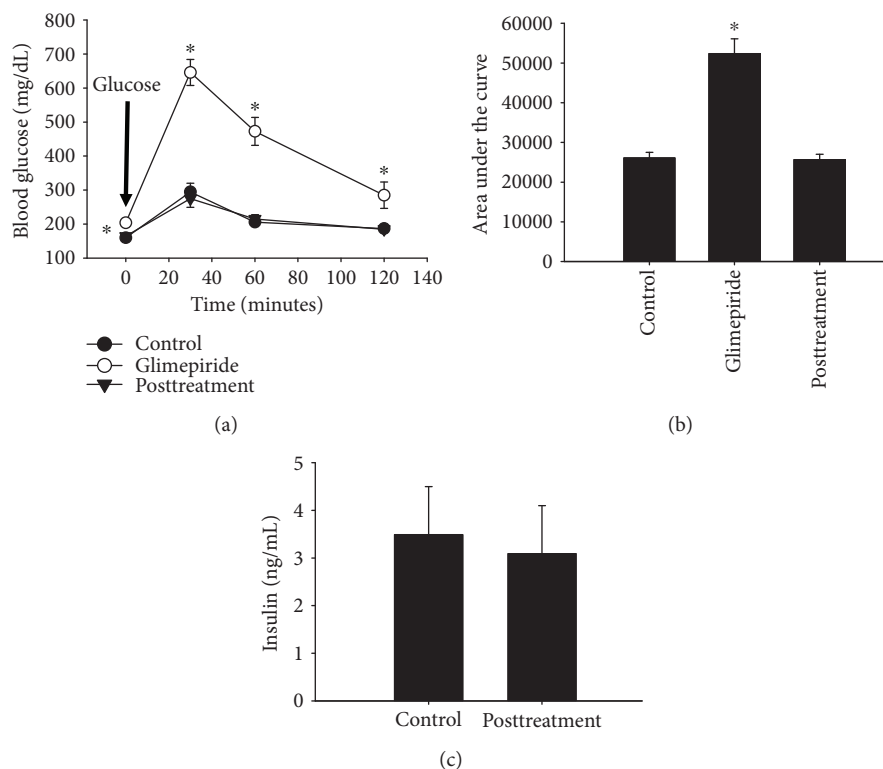 800
700
600
500
400
300
200
100
Blood glucose (mg/dL)
Glucose
*
*
*
*
0 20 40 60 80 100 120 140
Time (minutes)
Control
Glimepiride
Posttreatment
(a)
60000
50000
40000
30000
20000
10000
0
Area under the curve
*
Control
Glimepiride
Posttreatment
(b)
5
4
3
2
1
0
Insulin (ng/mL)
Control Posttreatment
(c)